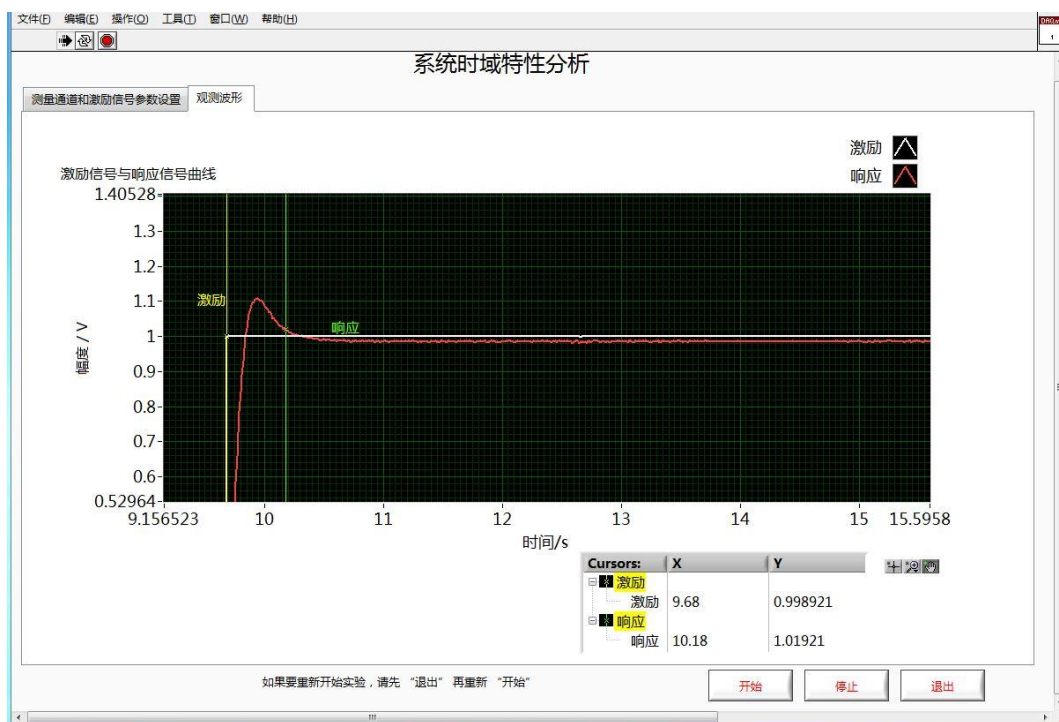 文件(F) 编辑(E) 操作(O) 工具(T) 窗口(W) 帮助(H)
系统时域特性分析
测量通道和激励信号参数设置 观测波形
激励
响应
激励信号与响应信号曲线
1.40528
1.3
1.2
1.1
1
0.9
0.8
0.7
0.6
0.52964
幅度 / V
激励
响应
9.156523 10 11 12 13 14 15 15.5958
时间/s
Cursors: X Y
激励
激励 9.68 0.998921
响应
响应 10.18 1.01921
如果要重新开始实验，请先 “退出” 再重新 “开始”
开始 停止 退出